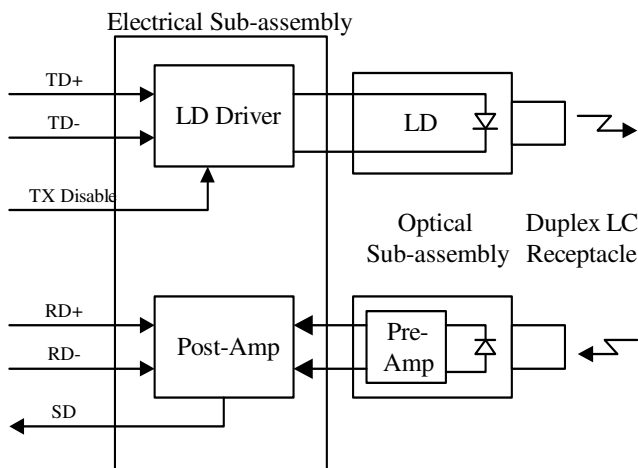 Electrical Sub-assembly
TD+
TD-
TX Disable
LD Driver
LD
Optical
Sub-assembly
Duplex LC
Receptacle
RD+
RD-
SD
Post-Amp
Pre-
Amp